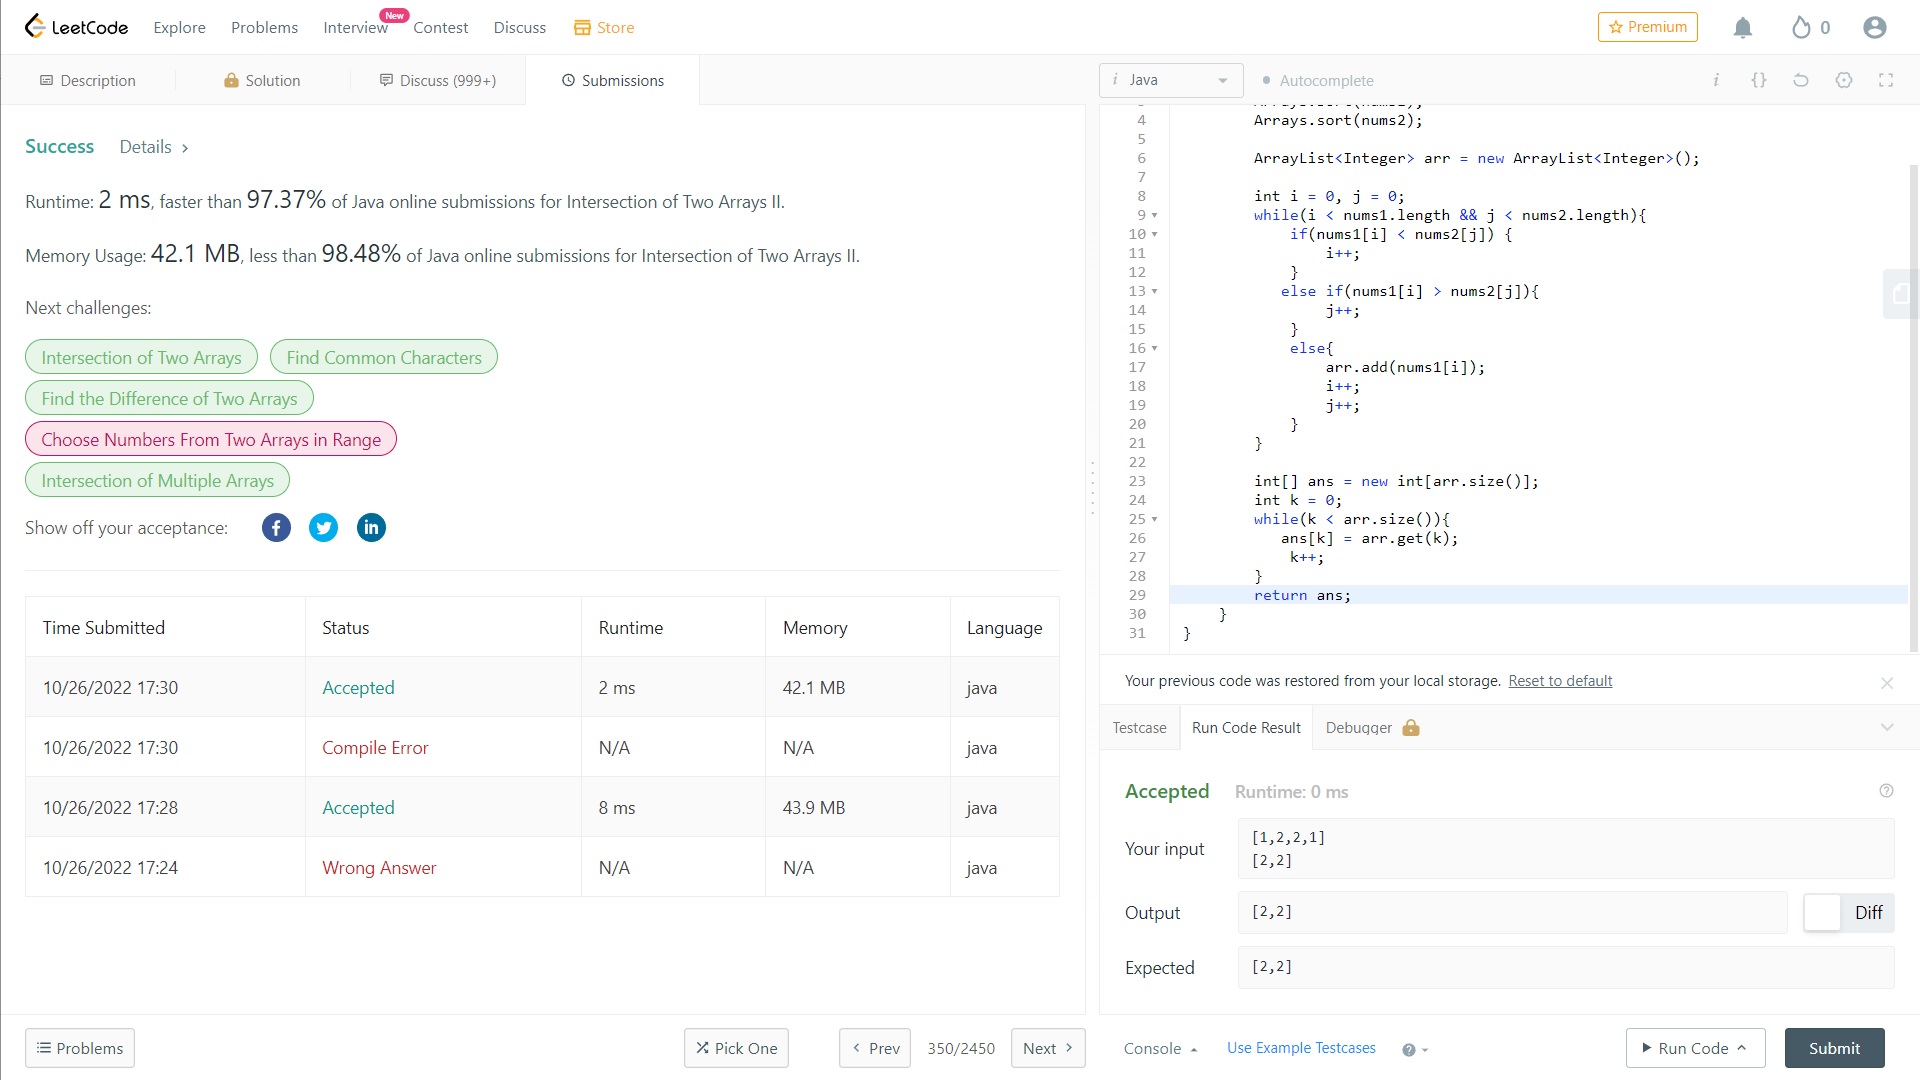 LeetCode
Explore
Problems
Interview
New
Contest
Discuss
Store
Premium
0
Description
Solution
Discuss (999+)
Submissions
i Java
Autocomplete
Success
Details
Runtime: 2 ms, faster than 97.37% of Java online submissions for Intersection of Two Arrays II.
Memory Usage: 42.1 MB, less than 98.48% of Java online submissions for Intersection of Two Arrays II.
Next challenges:
Intersection of Two Arrays
Find Common Characters
Find the Difference of Two Arrays
Choose Numbers From Two Arrays in Range
Intersection of Multiple Arrays
Show off your acceptance:
Time Submitted Status Runtime Memory Language
10/26/2022 17:30 Accepted 2 ms 42.1 MB java
10/26/2022 17:30 Compile Error N/A N/A java
10/26/2022 17:28 Accepted 8 ms 43.9 MB java
10/26/2022 17:24 Wrong Answer N/A N/A java
Problems
Pick One
Prev
350/2450
Next
4 Arrays.sort(nums2);
5
6 ArrayList<Integer> arr = new ArrayList<Integer>();
7
8 int i = 0, j = 0;
9 while(i < nums1.length && j < nums2.length){
10 if(nums1[i] < nums2[j]) {
11 i++;
12 }
13 else if(nums1[i] > nums2[j]){
14 j++;
15 }
16 else{
17 arr.add(nums1[i]);
18 i++;
19 j++;
20 }
21 }
22
23 int[] ans = new int[arr.size()];
24 int k = 0;
25 while(k < arr.size()){
26 ans[k] = arr.get(k);
27 k++;
28 }
29 return ans;
30 }
31 }
Your previous code was restored from your local storage. Reset to default
Testcase
Run Code Result
Debugger
Accepted
Runtime: 0 ms
Your input
[1,2,2,1]
[2,2]
Output
[2,2]
Diff
Expected
[2,2]
Console
Use Example Testcases
Run Code
Submit